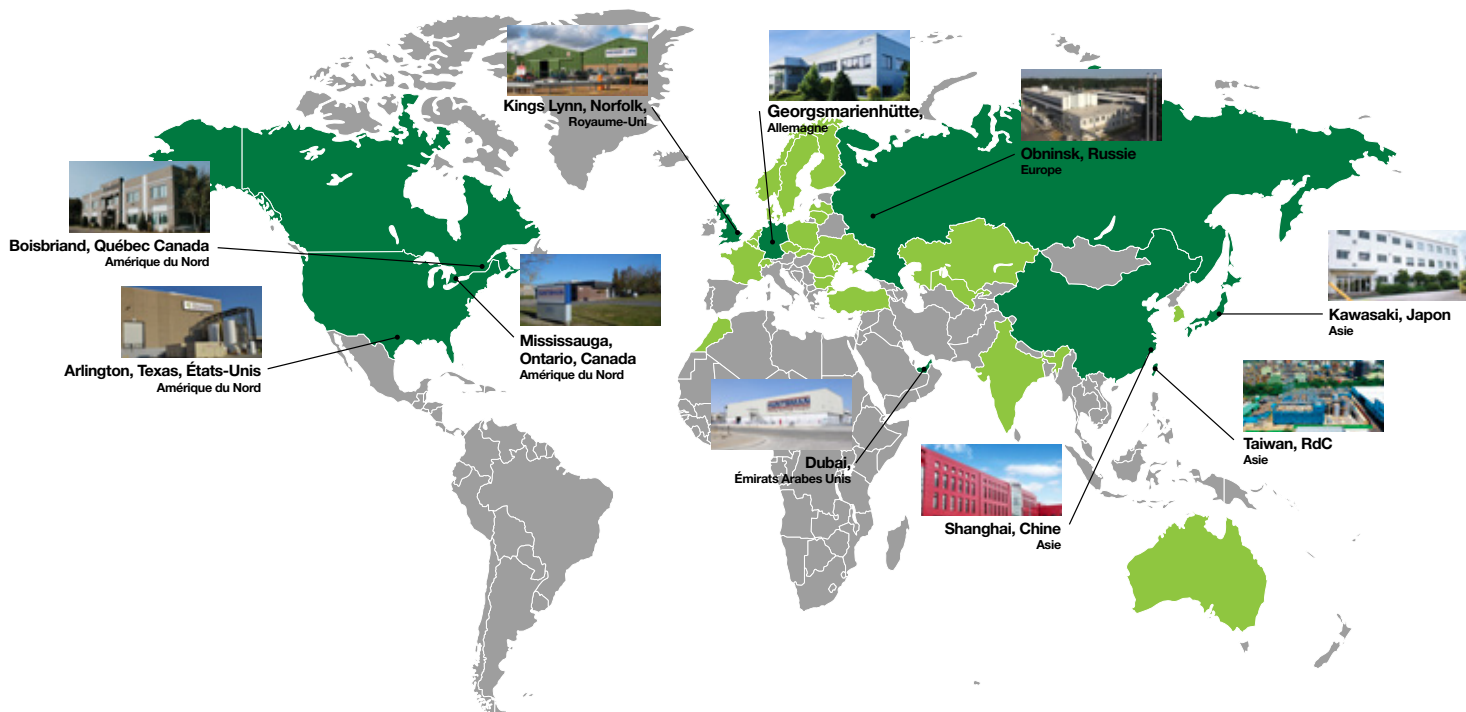 Kings Lynn, Norfolk,
Royaume-Uni
Georgsmarienhütte,
Allemagne
Obninsk, Russie
Europe
Boisbriand, Québec Canada
Amérique du Nord
Arlington, Texas, États-Unis
Amérique du Nord
Mississauga,
Ontario, Canada
Amérique du Nord
Kawasaki, Japon
Asie
Taiwan, RdC
Asie
Dubai,
Émirats Arabes Unis
Shanghai, Chine
Asie